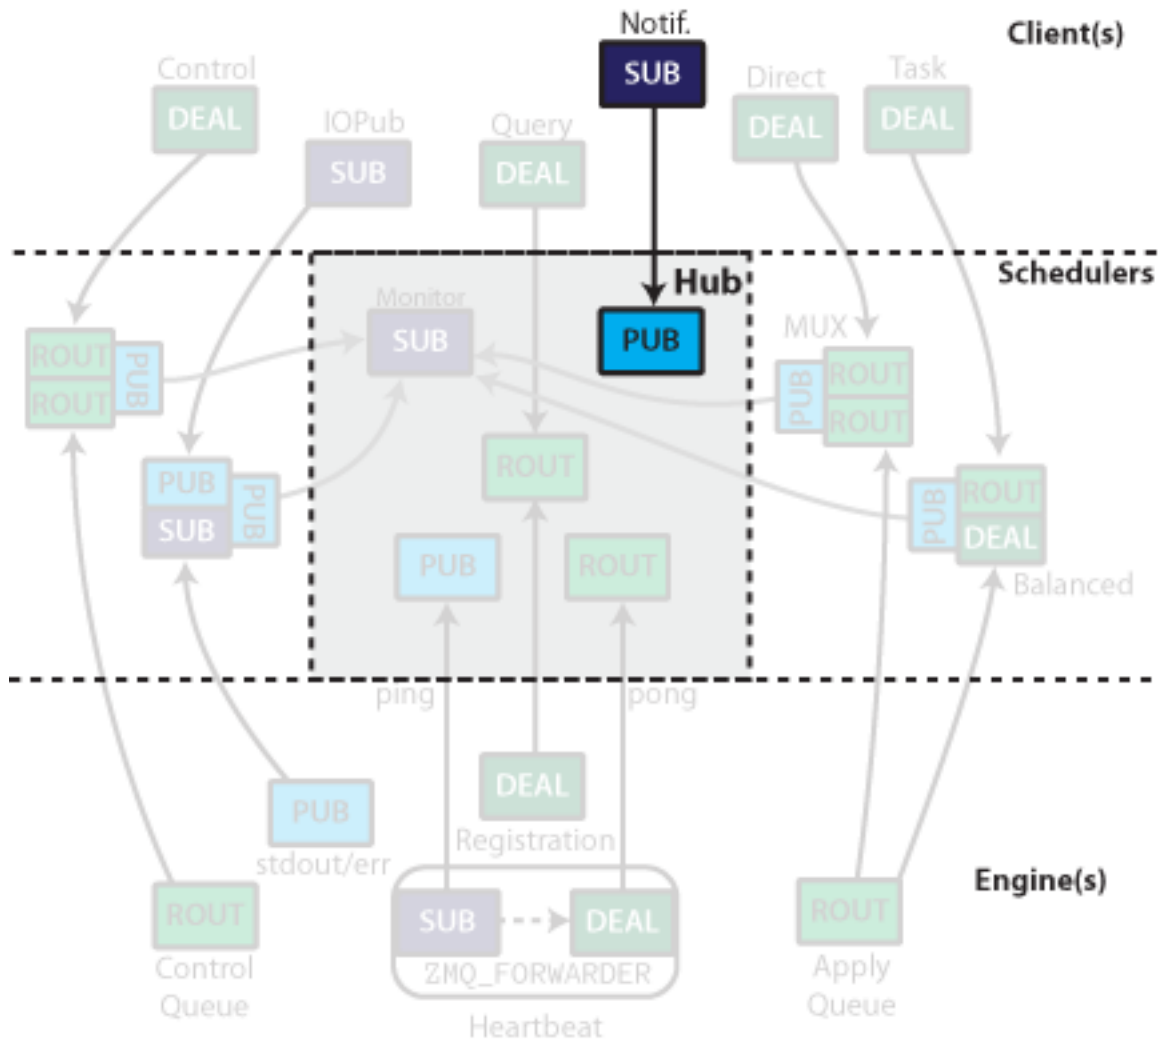 Notif.
Client(s)
SUB
Control
Direct
Task
DEAL
IOPub
Query
DEAL
DEAL
SUB
DEAL
Schedulers
Hub
Monitor
SUB
PUB
MUX
ROUT
ROUT
PUB
PUB
ROUT
ROUT
PUB
SUB
PUB
ROUT
PUB
ROUT
DEAL
Balanced
PUB
ROUT
ping
pong
DEAL
Registration
PUB
stdout/err
Engine(s)
ROUT
Control
Queue
SUB
DEAL
ZMQ_FORWARDER
Heartbeat
ROUT
Apply
Queue